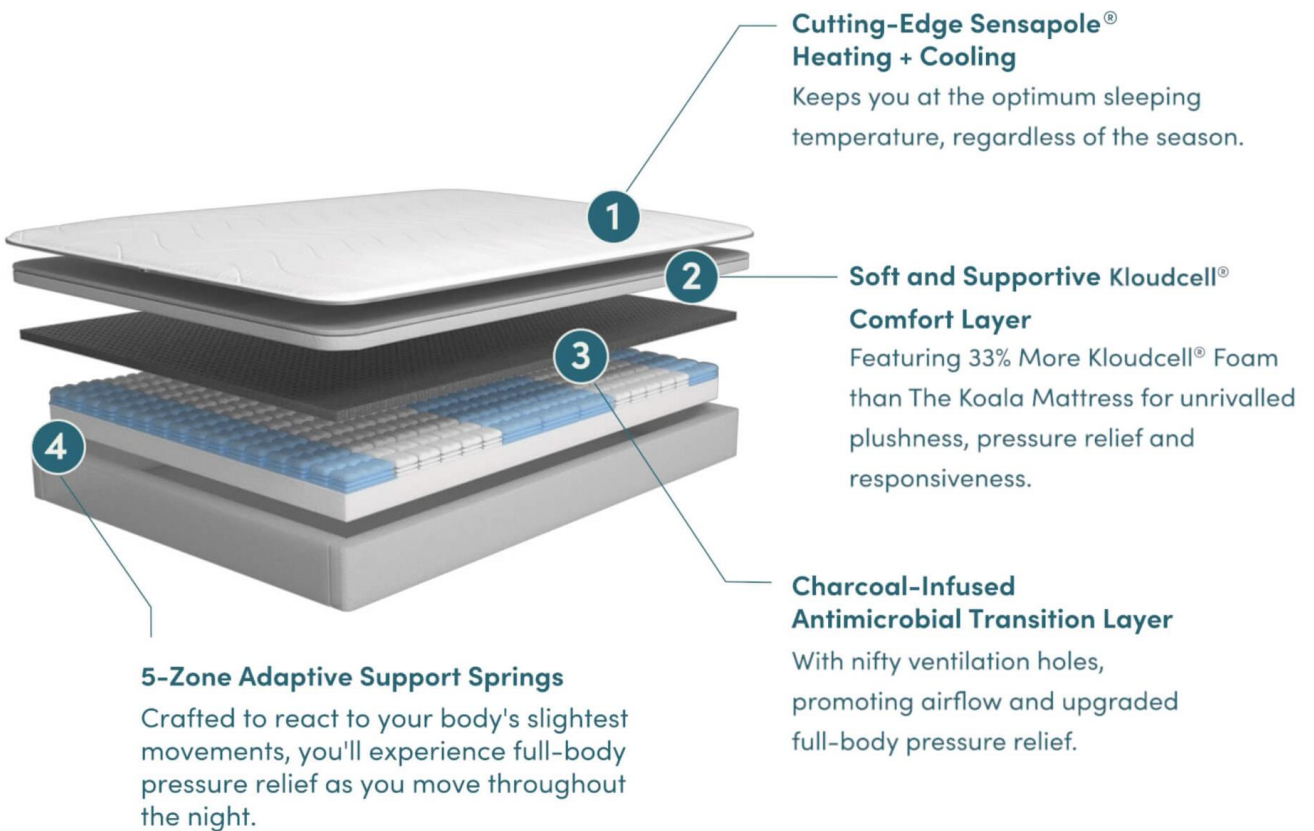 1
Cutting-Edge Sensapole®
Heating + Cooling
Keeps you at the optimum sleeping
temperature, regardless of the season.
2
Soft and Supportive Kloudcell®
Comfort Layer
Featuring 33% More Kloudcell® Foam
than The Koala Mattress for unrivalled
plushness, pressure relief and
responsiveness.
3
Charcoal-Infused
Antimicrobial Transition Layer
With nifty ventilation holes,
promoting airflow and upgraded
full-body pressure relief.
4
5-Zone Adaptive Support Springs
Crafted to react to your body's slightest
movements, you'll experience full-body
pressure relief as you move throughout
the night.